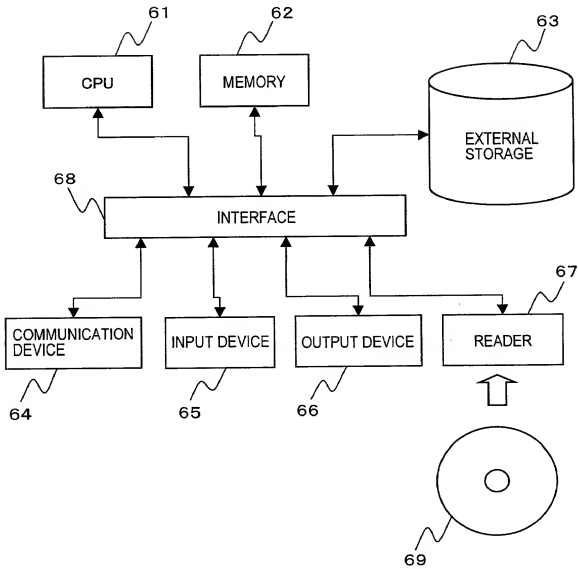 61
62
63
CPU
MEMORY
EXTERNAL
STORAGE
68
INTERFACE
67
COMMUNICATION
DEVICE
INPUT DEVICE
OUTPUT DEVICE
READER
64
65
66
69